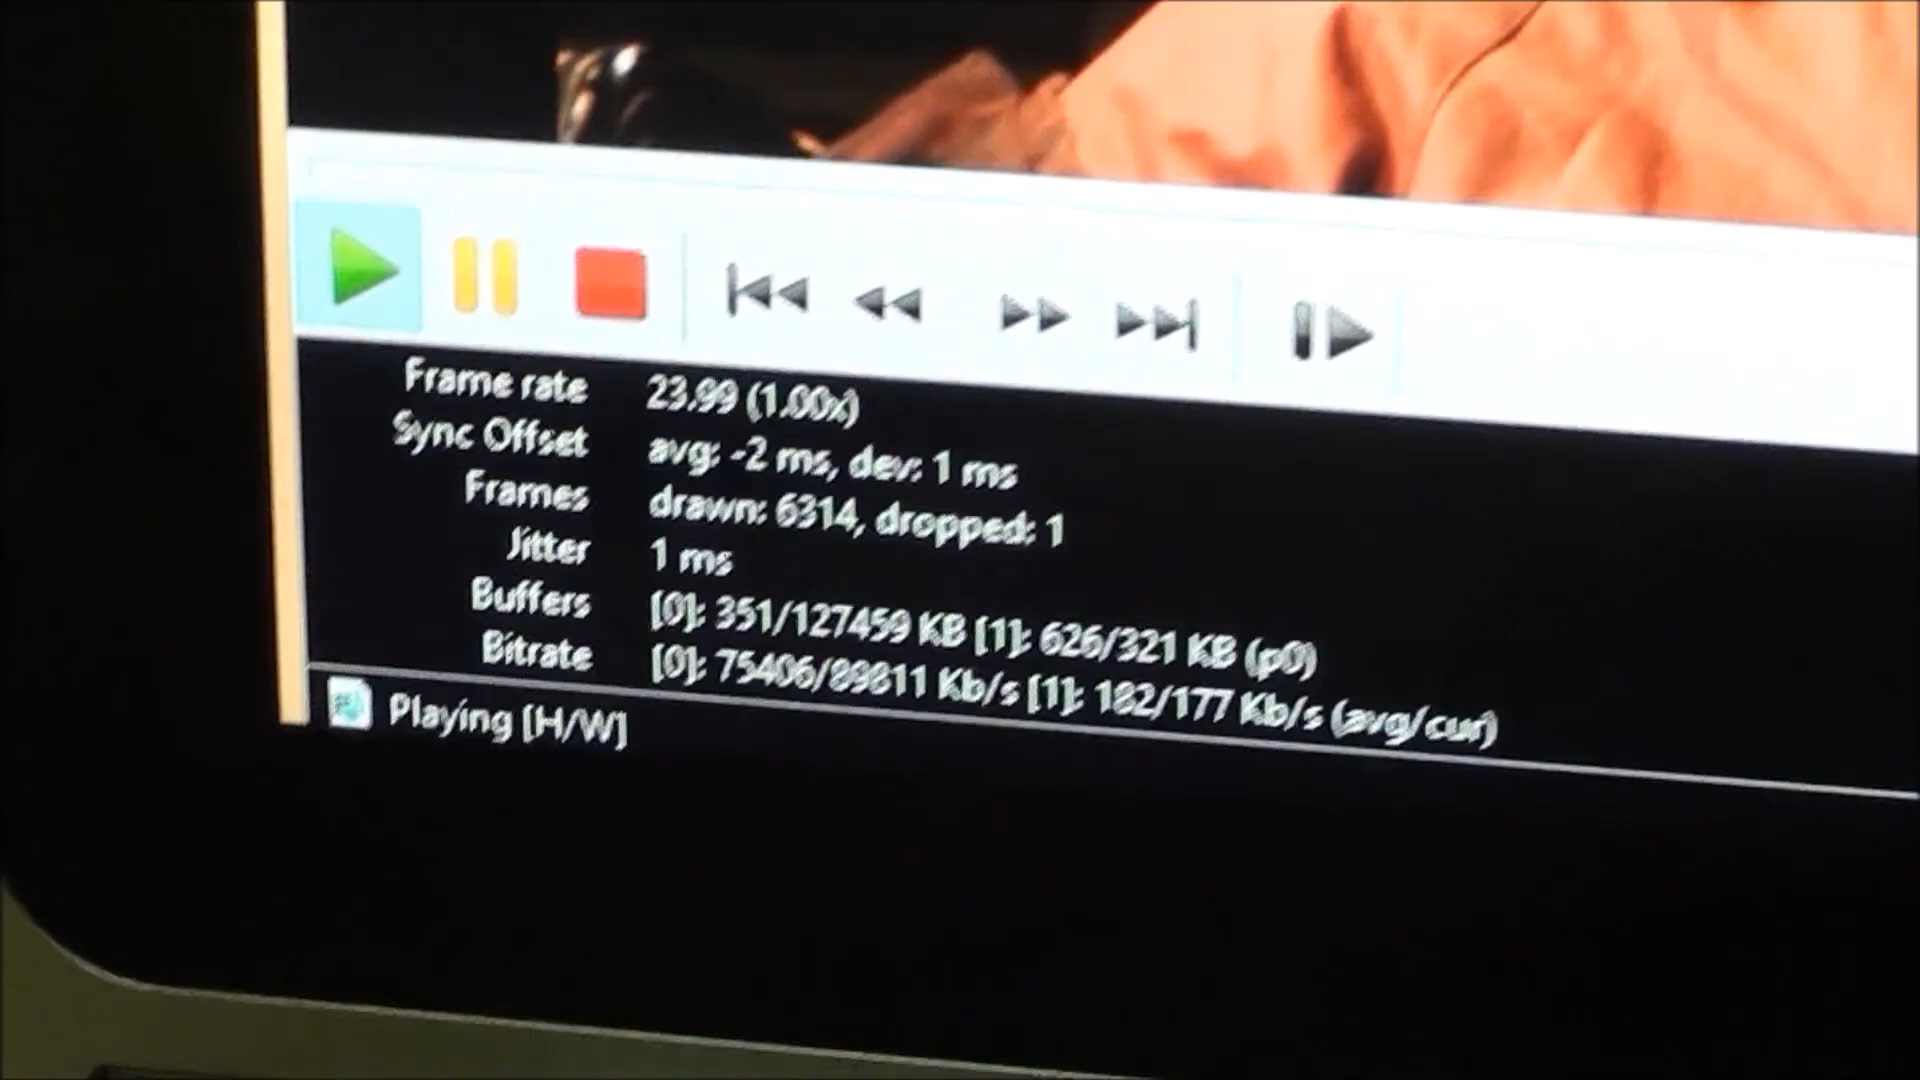 Frame rate 23.99 (1.00x)
Sync Offset avg: -2 ms, dev: 1 ms
Frames drawn: 6314, dropped: 1
Jitter 1 ms
Buffers [0]: 351/127459 KB [1]: 626/321 KB (p0)
Bitrate [0]: 75406/89811 Kb/s [1]: 182/177 Kb/s (avg/cur)
Playing [H/W]